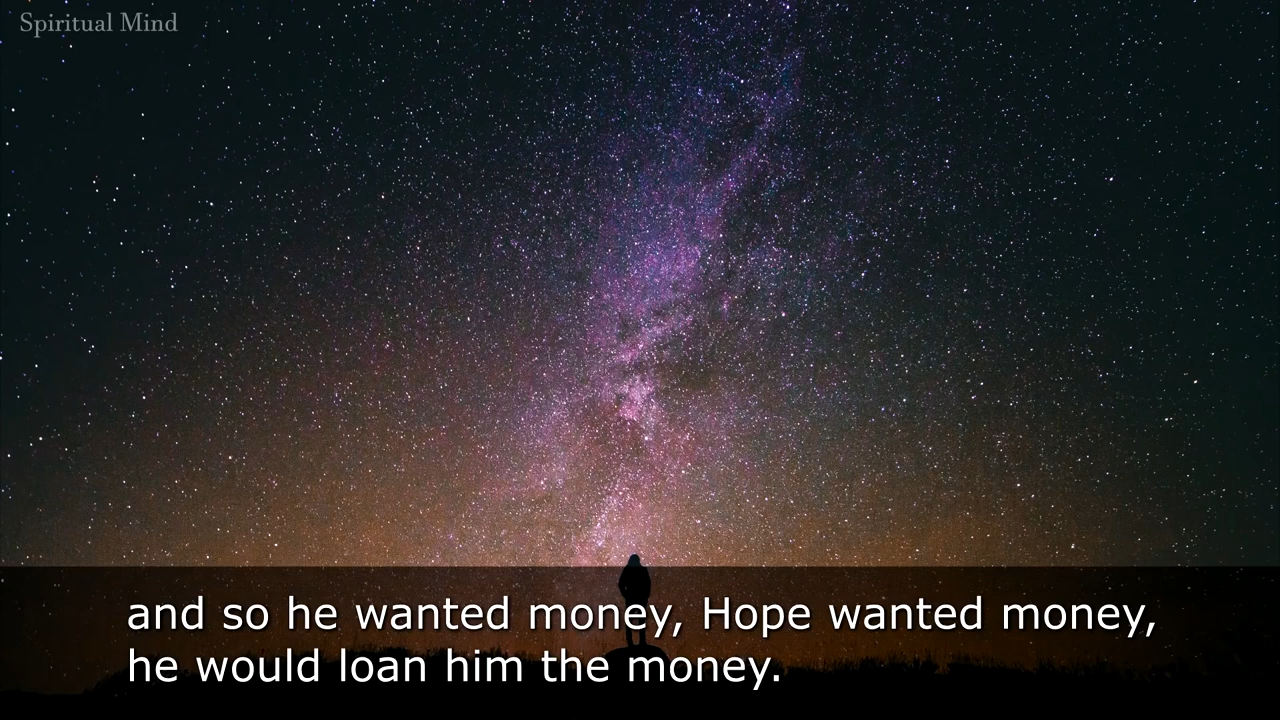 Spiritual Mind
and so he wanted money, Hope wanted money,
he would loan him the money.